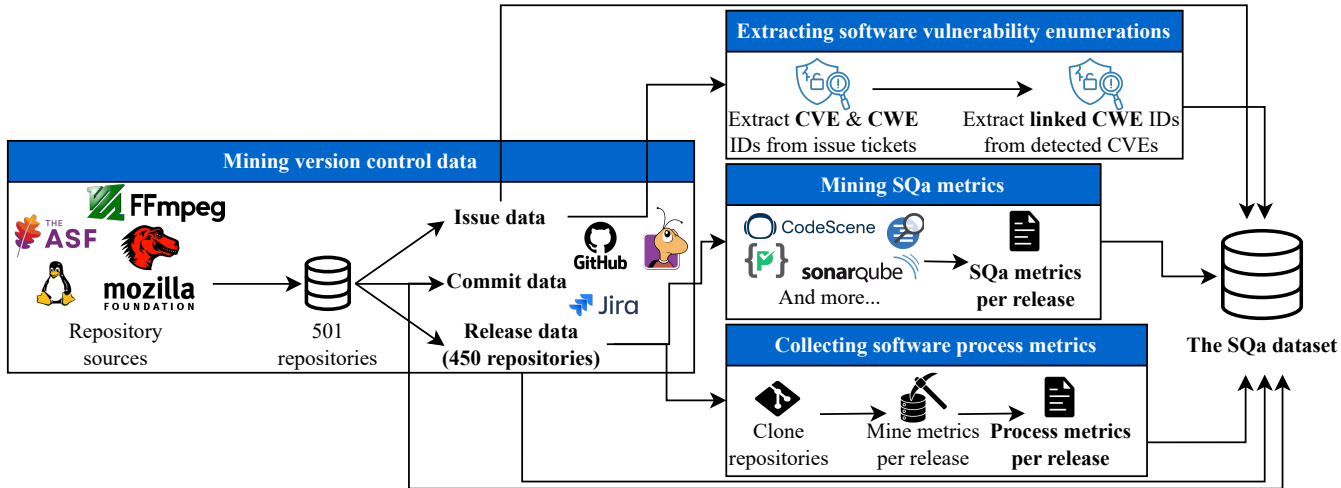 Mining version control data
THE
ASF
FFmpeg
mozilla
FOUNDATION
Repository
sources
501
repositories
Issue data
Commit data
Release data
(450 repositories)
GitHub
Jira
Extracting software vulnerability enumerations
Extract CVE & CWE
IDs from issue tickets
Extract linked CWE IDs
from detected CVEs
Mining SQa metrics
CodeScene
{P}
sonarqube
And more...
SQa metrics
per release
Collecting software process metrics
Clone
repositories
Mine metrics
per release
Process metrics
per release
The SQa dataset